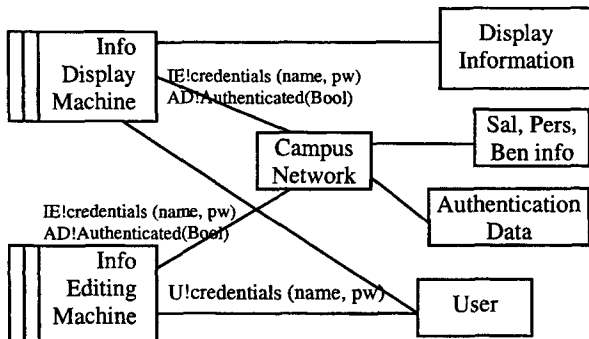 Info
Display
Machine
Display
Information
IE!credentials (name, pw)
AD!Authenticated(Bool)
Sal, Pers,
Ben info
Campus
Network
Authentication
Data
IE!credentials (name, pw)
AD!Authenticated(Bool)
Info
Editing
Machine
U!credentials (name, pw)
User